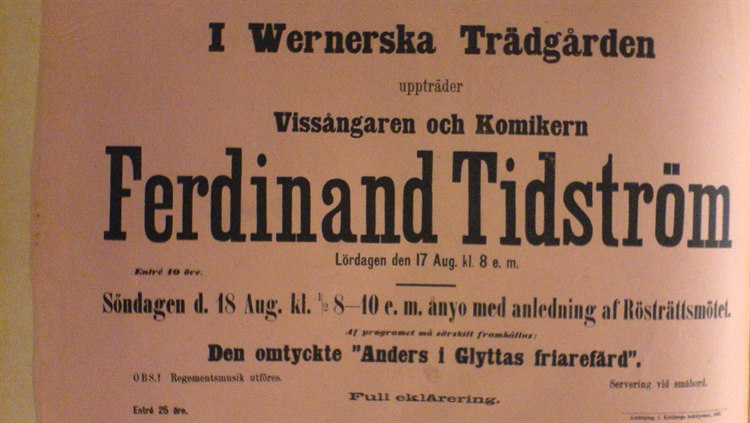 I Wernerska Trädgården
uppträder
Vissångaren och Komikern
Ferdinand Tidström
Lördagen den 17 Aug. kl. 8 e. m.
Entré 10 öre.
Söndagen d. 18 Aug. kl. ½ 8—10 e. m. ånyo med anledning af Rösträttsmötet.
Af programet må särskilt framhållas:
Den omtyckte "Anders i Glyttas friarefärd".
OBS.! Regementsmusik utföres.
Servering vid småbord.
Full eklärering.
Entré 25 öre.